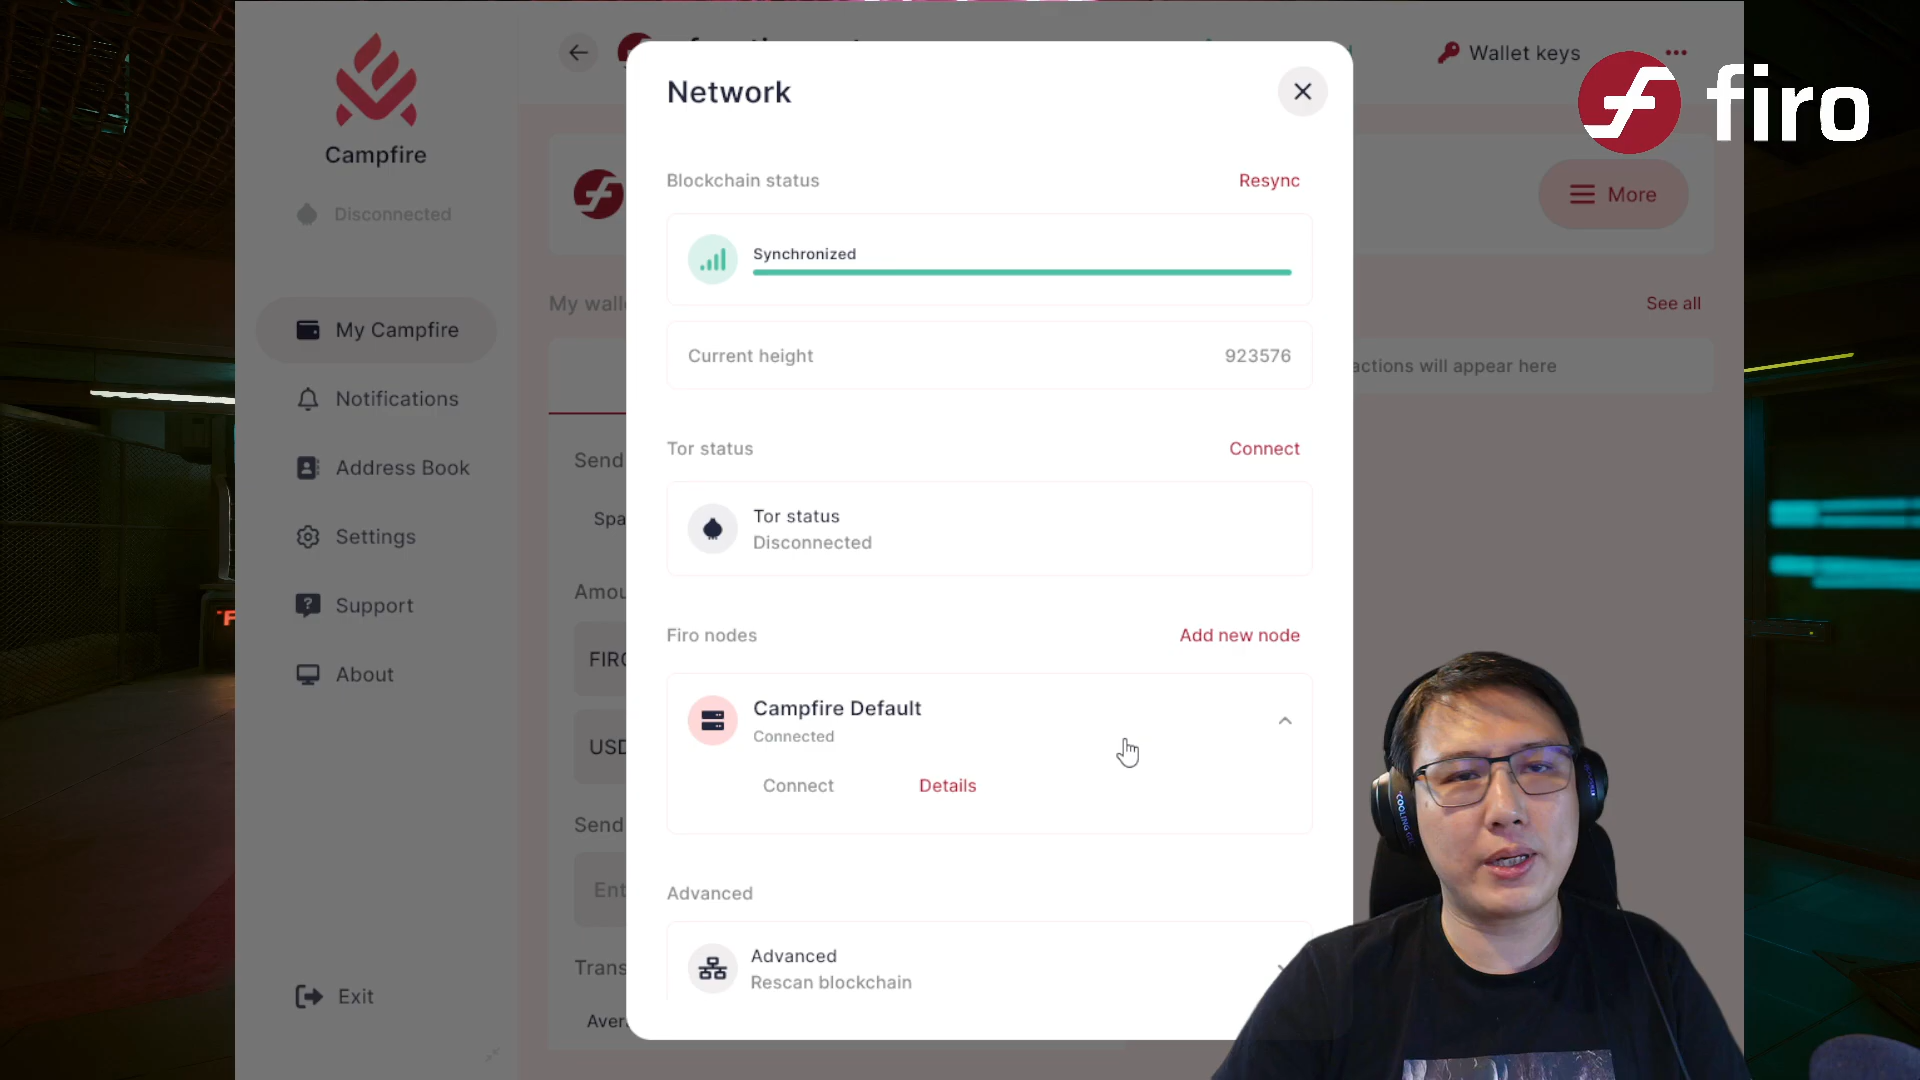 Campfire
Disconnected
My Campfire
Notifications
Address Book
Settings
Support
About
Exit
Wallet keys
firo
More
My wall
See all
actions will appear here
Send
Spa
Amou
FIRO
USD
Send
Ent
Trans
Aver
Network
Blockchain status
Resync
Synchronized
Current height
923576
Tor status
Connect
Tor status
Disconnected
Firo nodes
Add new node
Campfire Default
Connected
Connect
Details
Advanced
Advanced
Rescan blockchain